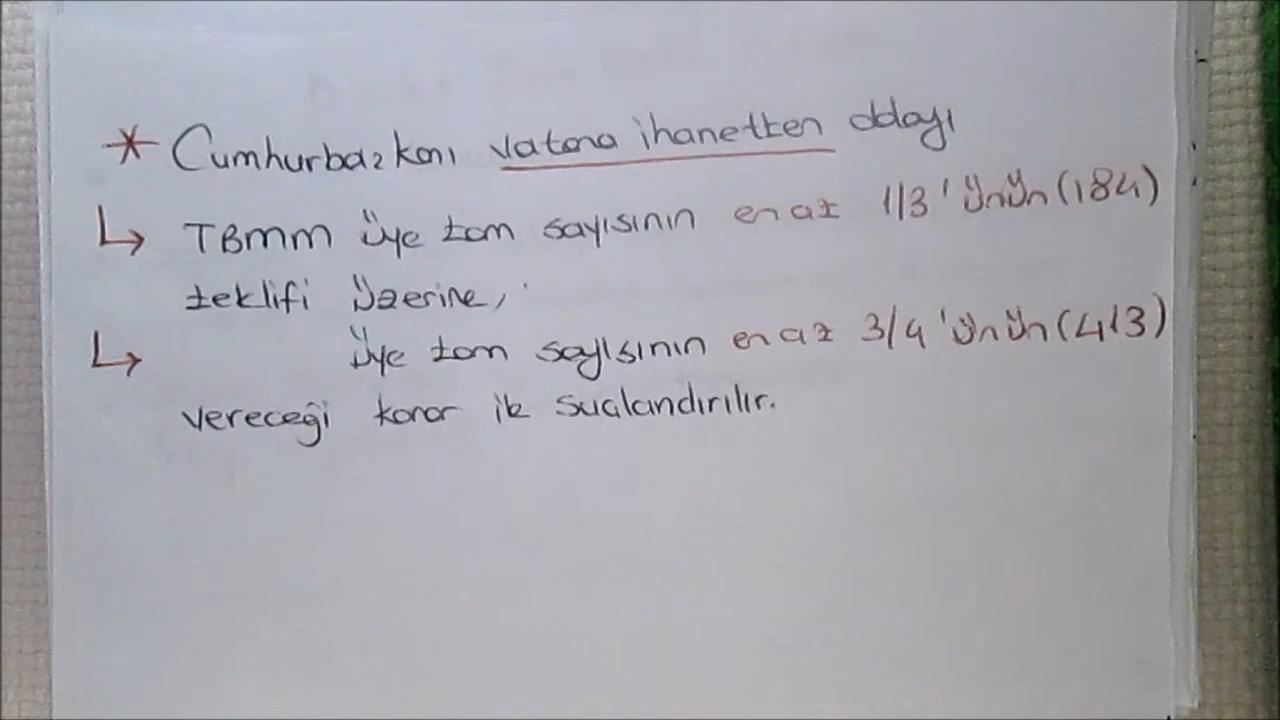 * Cumhurbaşkanı vatana ihanetten dolayı
↳ TBMM üye tam sayısının en az 1/3'ünün (184)
teklifi üzerine,
↳ üye tam sayısının en az 3/4'ünün (413)
vereceği karar ile suçlandırılır.